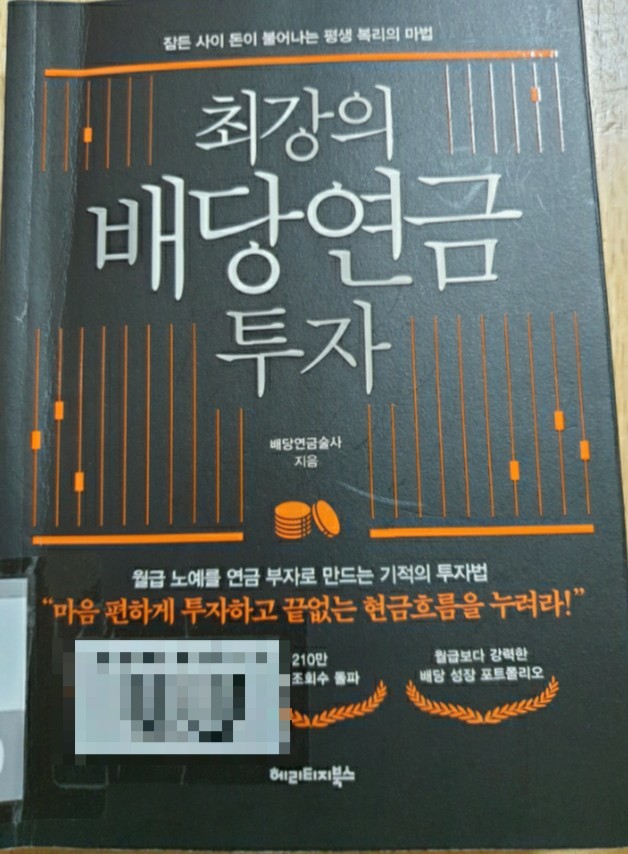 잠든 사이 돈이 불어나는 평생 복리의 마법
최강의
배당연금
투자
배당연금술사
지음
월급 노예를 연금 부자로 만드는 기적의 투자법
“마음 편하게 투자하고 끝없는 현금흐름을 누려라!”
210만
조회수 돌파
월급보다 강력한
배당 성장 포트폴리오
헤리티지북스